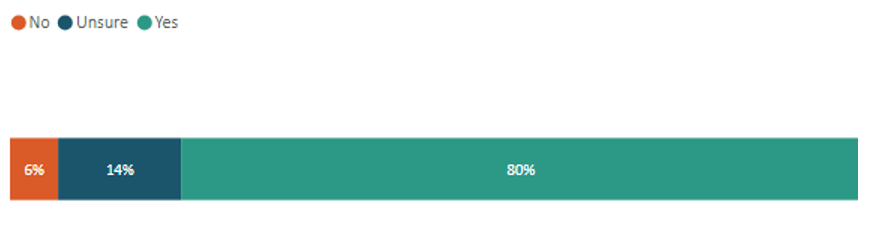 No Unsure Yes
6% 14% 80%